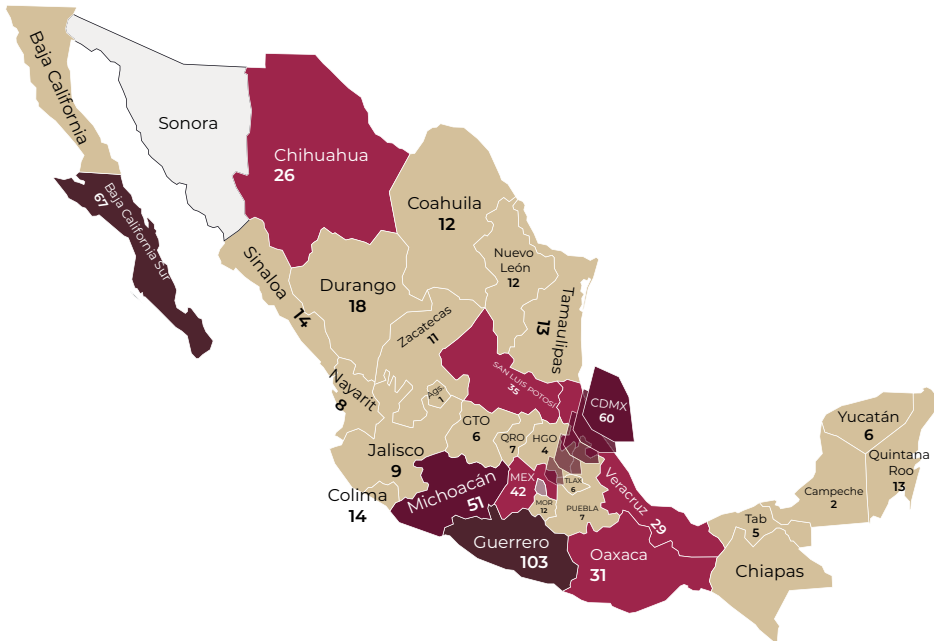 Baja California
Sonora
Chihuahua
26
Baja California Sur
67
Coahuila
12
Nuevo
León
12
Sinaloa
14
Durango
18
Tamaulipas
13
Zacatecas
11
SAN LUIS POTOSÍ
35
CDMX
60
Nayarit
8
Ags.
1
GTO
6
QRO
7
HGO
4
Yucatán
6
Quintana
Roo
13
Jalisco
9
Michoacán
51
MEX
42
TLAX
6
Veracruz
29
Campeche
2
Colima
14
MOR
12
PUEBLA
7
Tab
5
Guerrero
103
Oaxaca
31
Chiapas